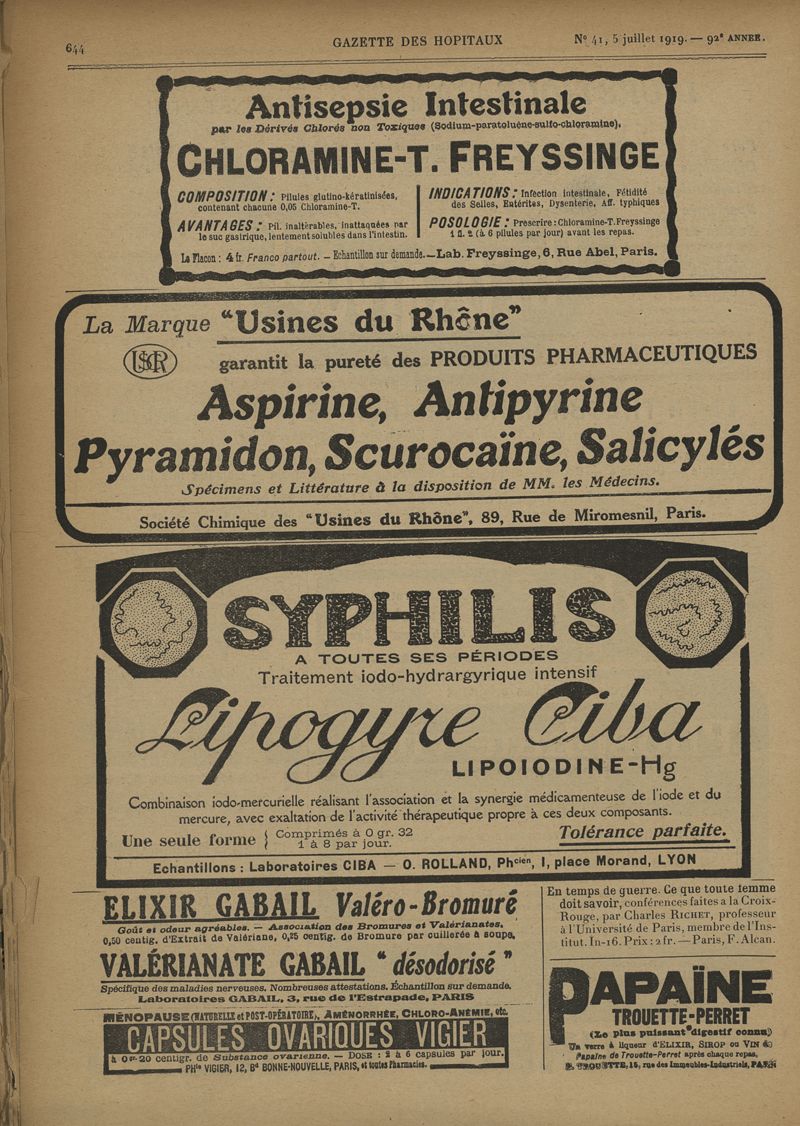 644
GAZETTE DES HOPITAUX
N° 41, 5 juillet 1919. — 92e ANNÉE.
Antisepsie Intestinale
par les Dérivés Chlorés non Toxiques (Sodium-paratoluène-sulfo-chloramine).
CHLORAMINE-T. FREYSSINGE
COMPOSITION : Pilules glutino-kératinisées,
contenant chacune 0,05 Chloramine-T.
AVANTAGES : Pil. inaltérables, inattaquées par
le suc gastrique, lentement solubles dans l'intestin.
INDICATIONS : Infection intestinale, Fétidité
des Selles, Entérites, Dysenterie, Aff. typhiques
POSOLOGIE : Prescrire : Chloramine-T. Freyssinge
1 fl. 2 (à 6 pilules par jour) avant les repas.
Le Flacon : 4 fr. Franco partout. — Echantillon sur demande. — Lab. Freyssinge, 6, Rue Abel, Paris.
La Marque "Usines du Rhône"
USR
garantit la pureté des PRODUITS PHARMACEUTIQUES
Aspirine, Antipyrine
Pyramidon, Scurocaïne, Salicylés
Spécimens et Littérature à la disposition de MM. les Médecins.
Société Chimique des "Usines du Rhône", 89, Rue de Miromesnil, Paris.
SYPHILIS
A TOUTES SES PÉRIODES
Traitement iodo-hydrargyrique intensif
Lipogyre Ciba
LIPOIODINE-Hg
Combinaison iodo-mercurielle réalisant l'association et la synergie médicamenteuse de l'iode et du
mercure, avec exaltation de l'activité thérapeutique propre à ces deux composants.
Une seule forme { Comprimés à 0 gr. 32
1 à 8 par jour.
Tolérance parfaite.
Echantillons : Laboratoires CIBA — O. ROLLAND, Phcien, 1, place Morand, LYON
ELIXIR GABAIL Valéro-Bromuré
Goût et odeur agréables. — Association des Bromures et Valérianates.
0,50 centig. d'Extrait de Valériane, 0,25 centig. de Bromure par cuillerée à soupe.
VALÉRIANATE GABAIL "désodorisé"
Spécifique des maladies nerveuses. Nombreuses attestations. Échantillon sur demande.
Laboratoires GABAIL, 3, rue de l'Estrapade, PARIS
MÉNOPAUSE (NATURELLE et POST-OPÉRATOIRE), AMÉNORRHÉE, CHLORO-ANÉMIE, etc.
CAPSULES OVARIQUES VIGIER
à 0gr.20 centigr. de Substance ovarienne. — DOSE : 2 à 6 capsules par jour.
PHie VIGIER, 12, Bd BONNE-NOUVELLE, PARIS, et toutes Pharmacies.
En temps de guerre. Ce que toute femme
doit savoir, conférences faites a la Croix-
Rouge, par Charles RICHET, professeur
à l'Université de Paris, membre de l'Ins-
titut. In-16. Prix : 2 fr. — Paris, F. Alcan.
PAPAÏNE
TROUETTE-PERRET
(Le plus puissant digestif connu)
Un verre à liqueur d'ELIXIR, SIROP ou VIN de
Papaïne de Trouette-Perret après chaque repas.
E. TROUETTE, 15, rue des Immeubles-Industriels, PARIS